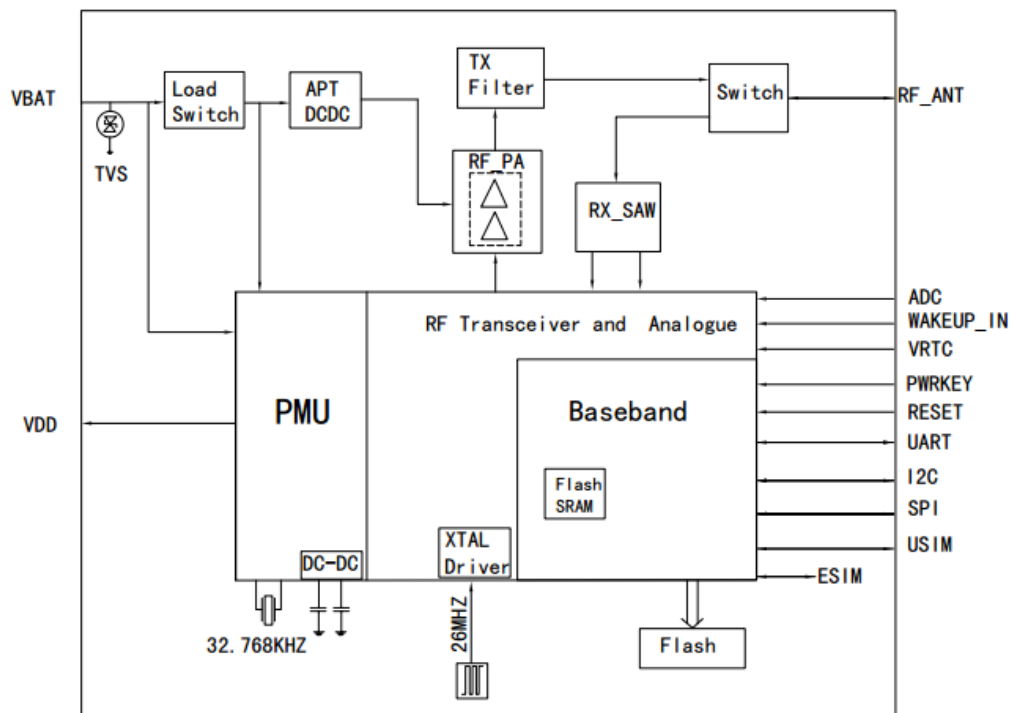 VBAT
TVS
Load
Switch
APT
DCDC
TX
Filter
Switch
RF_ANT
RF_PA
RX_SAW
RF Transceiver and Analogue
ADC
WAKEUP_IN
VRTC
PWRKEY
RESET
UART
I2C
SPI
USIM
ESIM
VDD
PMU
Baseband
Flash
SRAM
XTAL
Driver
DC-DC
32.768KHZ
26MHZ
Flash